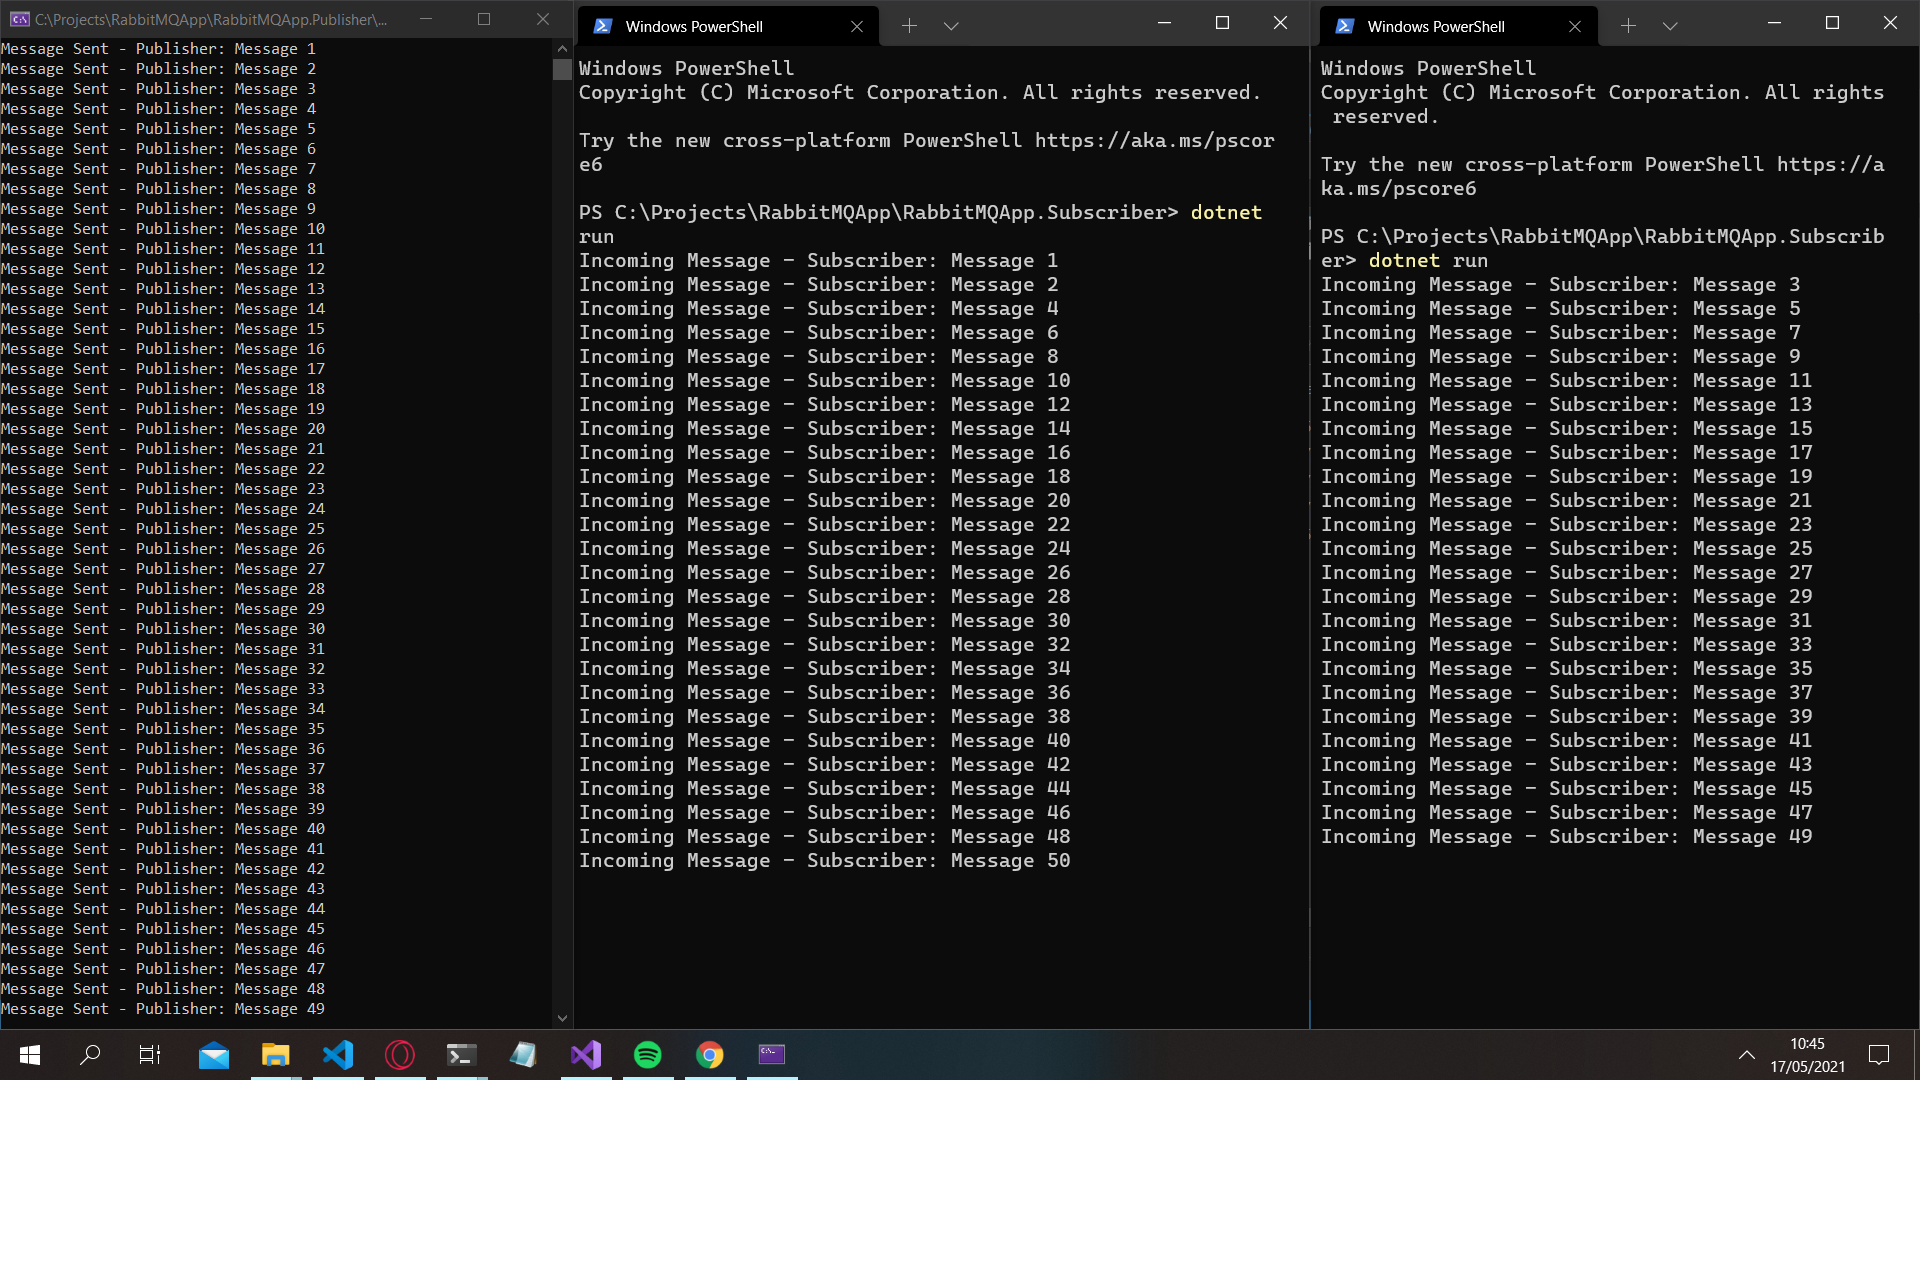 C:\Projects\RabbitMQApp\RabbitMQApp.Publisher\...
Message Sent - Publisher: Message 1
Message Sent - Publisher: Message 2
Message Sent - Publisher: Message 3
Message Sent - Publisher: Message 4
Message Sent - Publisher: Message 5
Message Sent - Publisher: Message 6
Message Sent - Publisher: Message 7
Message Sent - Publisher: Message 8
Message Sent - Publisher: Message 9
Message Sent - Publisher: Message 10
Message Sent - Publisher: Message 11
Message Sent - Publisher: Message 12
Message Sent - Publisher: Message 13
Message Sent - Publisher: Message 14
Message Sent - Publisher: Message 15
Message Sent - Publisher: Message 16
Message Sent - Publisher: Message 17
Message Sent - Publisher: Message 18
Message Sent - Publisher: Message 19
Message Sent - Publisher: Message 20
Message Sent - Publisher: Message 21
Message Sent - Publisher: Message 22
Message Sent - Publisher: Message 23
Message Sent - Publisher: Message 24
Message Sent - Publisher: Message 25
Message Sent - Publisher: Message 26
Message Sent - Publisher: Message 27
Message Sent - Publisher: Message 28
Message Sent - Publisher: Message 29
Message Sent - Publisher: Message 30
Message Sent - Publisher: Message 31
Message Sent - Publisher: Message 32
Message Sent - Publisher: Message 33
Message Sent - Publisher: Message 34
Message Sent - Publisher: Message 35
Message Sent - Publisher: Message 36
Message Sent - Publisher: Message 37
Message Sent - Publisher: Message 38
Message Sent - Publisher: Message 39
Message Sent - Publisher: Message 40
Message Sent - Publisher: Message 41
Message Sent - Publisher: Message 42
Message Sent - Publisher: Message 43
Message Sent - Publisher: Message 44
Message Sent - Publisher: Message 45
Message Sent - Publisher: Message 46
Message Sent - Publisher: Message 47
Message Sent - Publisher: Message 48
Message Sent - Publisher: Message 49
Windows PowerShell
Windows PowerShell
Copyright (C) Microsoft Corporation. All rights reserved.
Try the new cross-platform PowerShell https://aka.ms/pscor
e6
PS C:\Projects\RabbitMQApp\RabbitMQApp.Subscriber> dotnet
run
Incoming Message - Subscriber: Message 1
Incoming Message - Subscriber: Message 2
Incoming Message - Subscriber: Message 4
Incoming Message - Subscriber: Message 6
Incoming Message - Subscriber: Message 8
Incoming Message - Subscriber: Message 10
Incoming Message - Subscriber: Message 12
Incoming Message - Subscriber: Message 14
Incoming Message - Subscriber: Message 16
Incoming Message - Subscriber: Message 18
Incoming Message - Subscriber: Message 20
Incoming Message - Subscriber: Message 22
Incoming Message - Subscriber: Message 24
Incoming Message - Subscriber: Message 26
Incoming Message - Subscriber: Message 28
Incoming Message - Subscriber: Message 30
Incoming Message - Subscriber: Message 32
Incoming Message - Subscriber: Message 34
Incoming Message - Subscriber: Message 36
Incoming Message - Subscriber: Message 38
Incoming Message - Subscriber: Message 40
Incoming Message - Subscriber: Message 42
Incoming Message - Subscriber: Message 44
Incoming Message - Subscriber: Message 46
Incoming Message - Subscriber: Message 48
Incoming Message - Subscriber: Message 50
Windows PowerShell
Windows PowerShell
Copyright (C) Microsoft Corporation. All rights
reserved.
Try the new cross-platform PowerShell https://a
ka.ms/pscore6
PS C:\Projects\RabbitMQApp\RabbitMQApp.Subscrib
er> dotnet run
Incoming Message - Subscriber: Message 3
Incoming Message - Subscriber: Message 5
Incoming Message - Subscriber: Message 7
Incoming Message - Subscriber: Message 9
Incoming Message - Subscriber: Message 11
Incoming Message - Subscriber: Message 13
Incoming Message - Subscriber: Message 15
Incoming Message - Subscriber: Message 17
Incoming Message - Subscriber: Message 19
Incoming Message - Subscriber: Message 21
Incoming Message - Subscriber: Message 23
Incoming Message - Subscriber: Message 25
Incoming Message - Subscriber: Message 27
Incoming Message - Subscriber: Message 29
Incoming Message - Subscriber: Message 31
Incoming Message - Subscriber: Message 33
Incoming Message - Subscriber: Message 35
Incoming Message - Subscriber: Message 37
Incoming Message - Subscriber: Message 39
Incoming Message - Subscriber: Message 41
Incoming Message - Subscriber: Message 43
Incoming Message - Subscriber: Message 45
Incoming Message - Subscriber: Message 47
Incoming Message - Subscriber: Message 49
10:45
17/05/2021